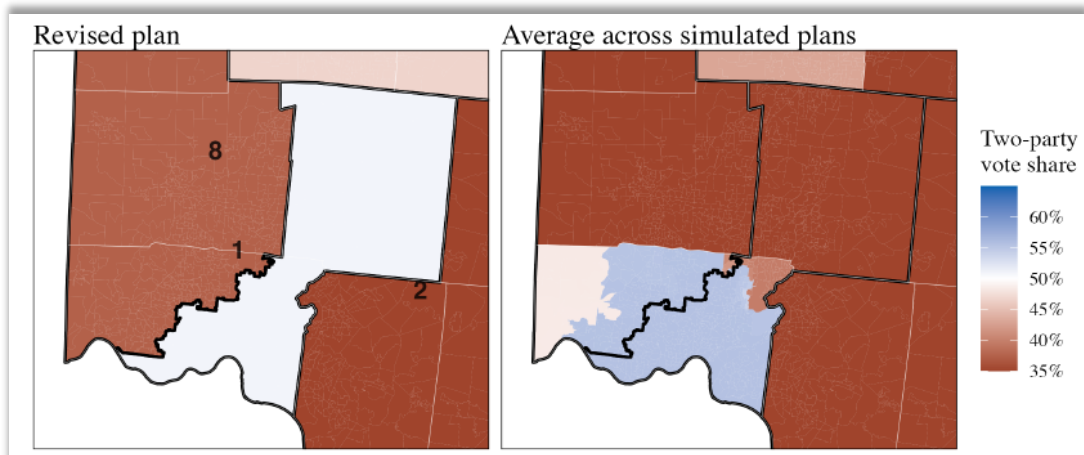 Revised plan
Average across simulated plans
8
1
2
Two-party
vote share
60%
55%
50%
45%
40%
35%